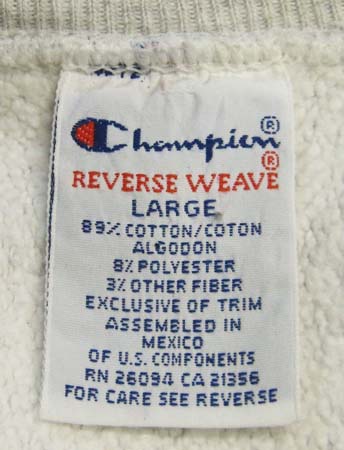 Champion®
REVERSE WEAVE®
LARGE
89% COTTON/COTON
ALGODON
8% POLYESTER
3% OTHER FIBER
EXCLUSIVE OF TRIM
ASSEMBLED IN
MEXICO
OF U.S. COMPONENTS
RN 26094 CA 21356
FOR CARE SEE REVERSE